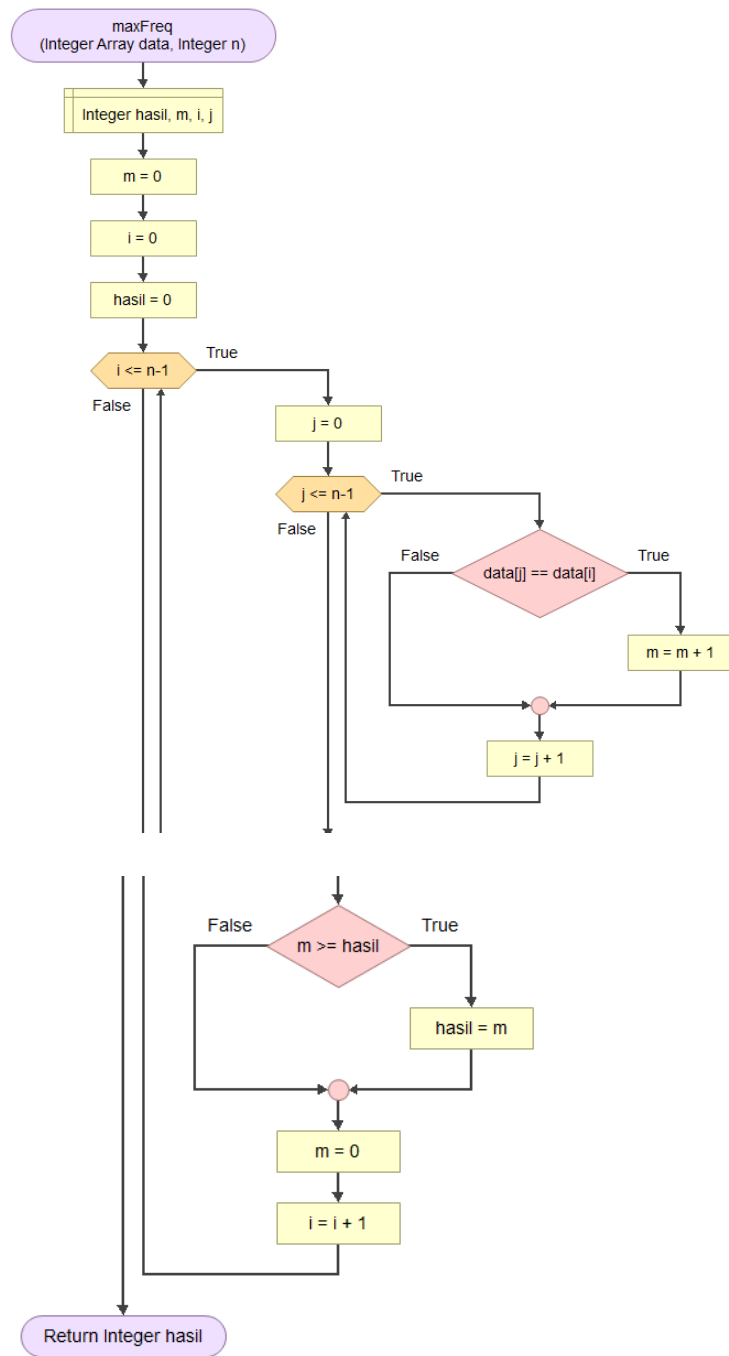 maxFreq
(Integer Array data, Integer n)
Integer hasil, m, i, j
m = 0
i = 0
hasil = 0
i <= n-1
True
False
j = 0
j <= n-1
True
False
data[j] == data[i]
False
True
m = m + 1
j = j + 1
m >= hasil
False
True
hasil = m
m = 0
i = i + 1
Return Integer hasil